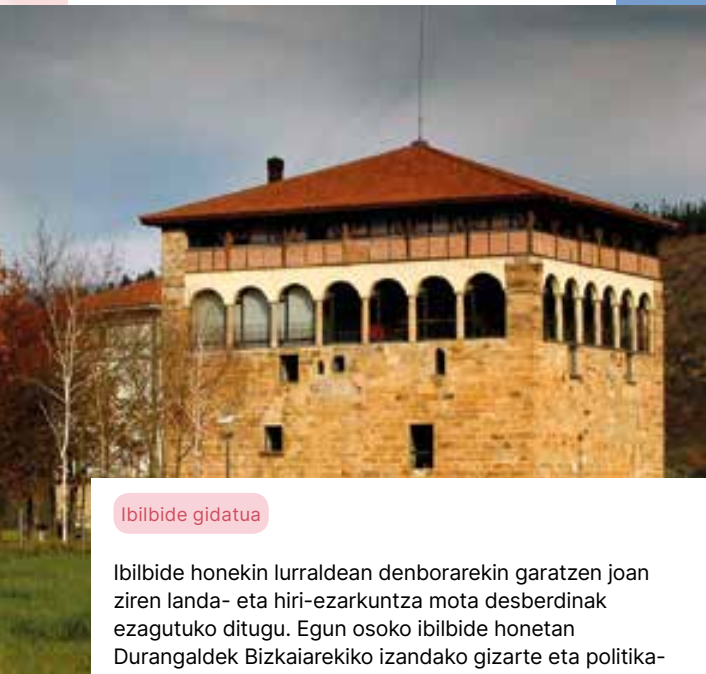 Ibilbide gidatua
Ibilbide honekin lurraldean denborarekin garatzen joan
ziren landa- eta hiri-ezarkuntza mota desberdinak
ezagutuko ditugu. Egun osoko ibilbide honetan
Durangaldek Bizkaiarekiko izandako gizarte eta politika-